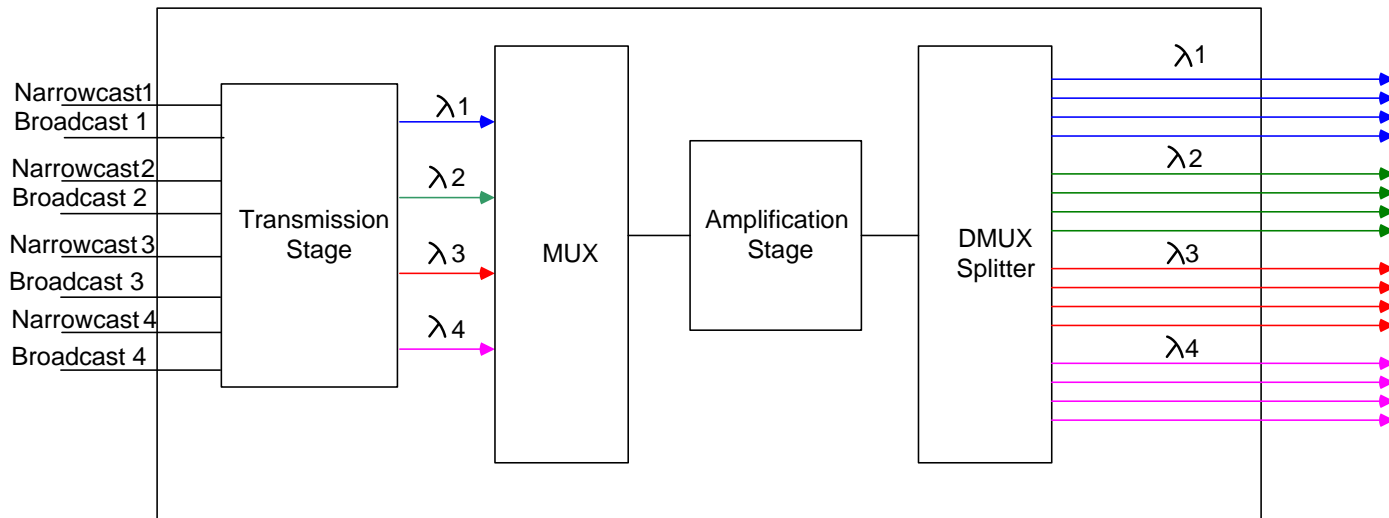 Narrowcast1
Broadcast 1
Narrowcast2
Broadcast 2
Narrowcast 3
Broadcast 3
Narrowcast 4
Broadcast 4
Transmission
Stage
λ1
λ2
λ3
λ4
MUX
Amplification
Stage
DMUX
Splitter
λ1
λ2
λ3
λ4